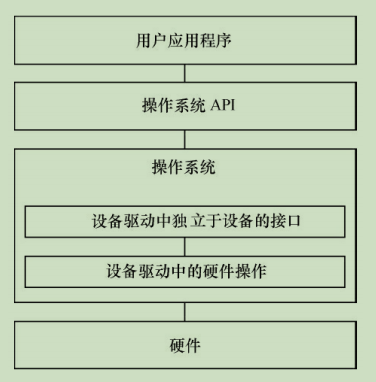 用户应用程序
操作系统 API
操作系统
设备驱动中独立于设备的接口
设备驱动中的硬件操作
硬件